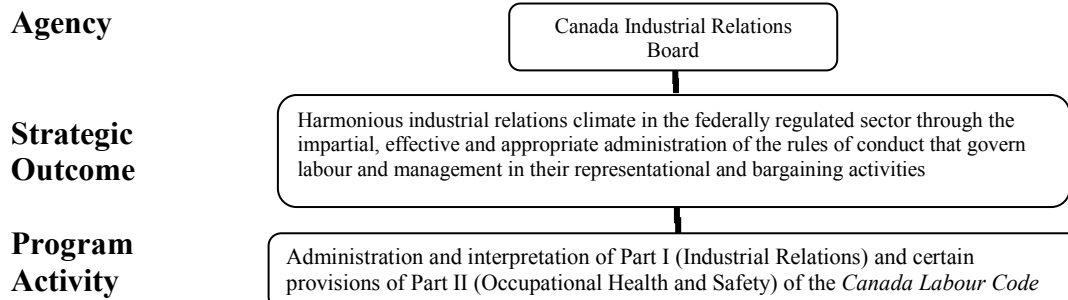 Agency
Canada Industrial Relations
Board
Strategic
Outcome
Harmonious industrial relations climate in the federally regulated sector through the
impartial, effective and appropriate administration of the rules of conduct that govern
labour and management in their representational and bargaining activities
Program
Activity
Administration and interpretation of Part I (Industrial Relations) and certain
provisions of Part II (Occupational Health and Safety) of the Canada Labour Code